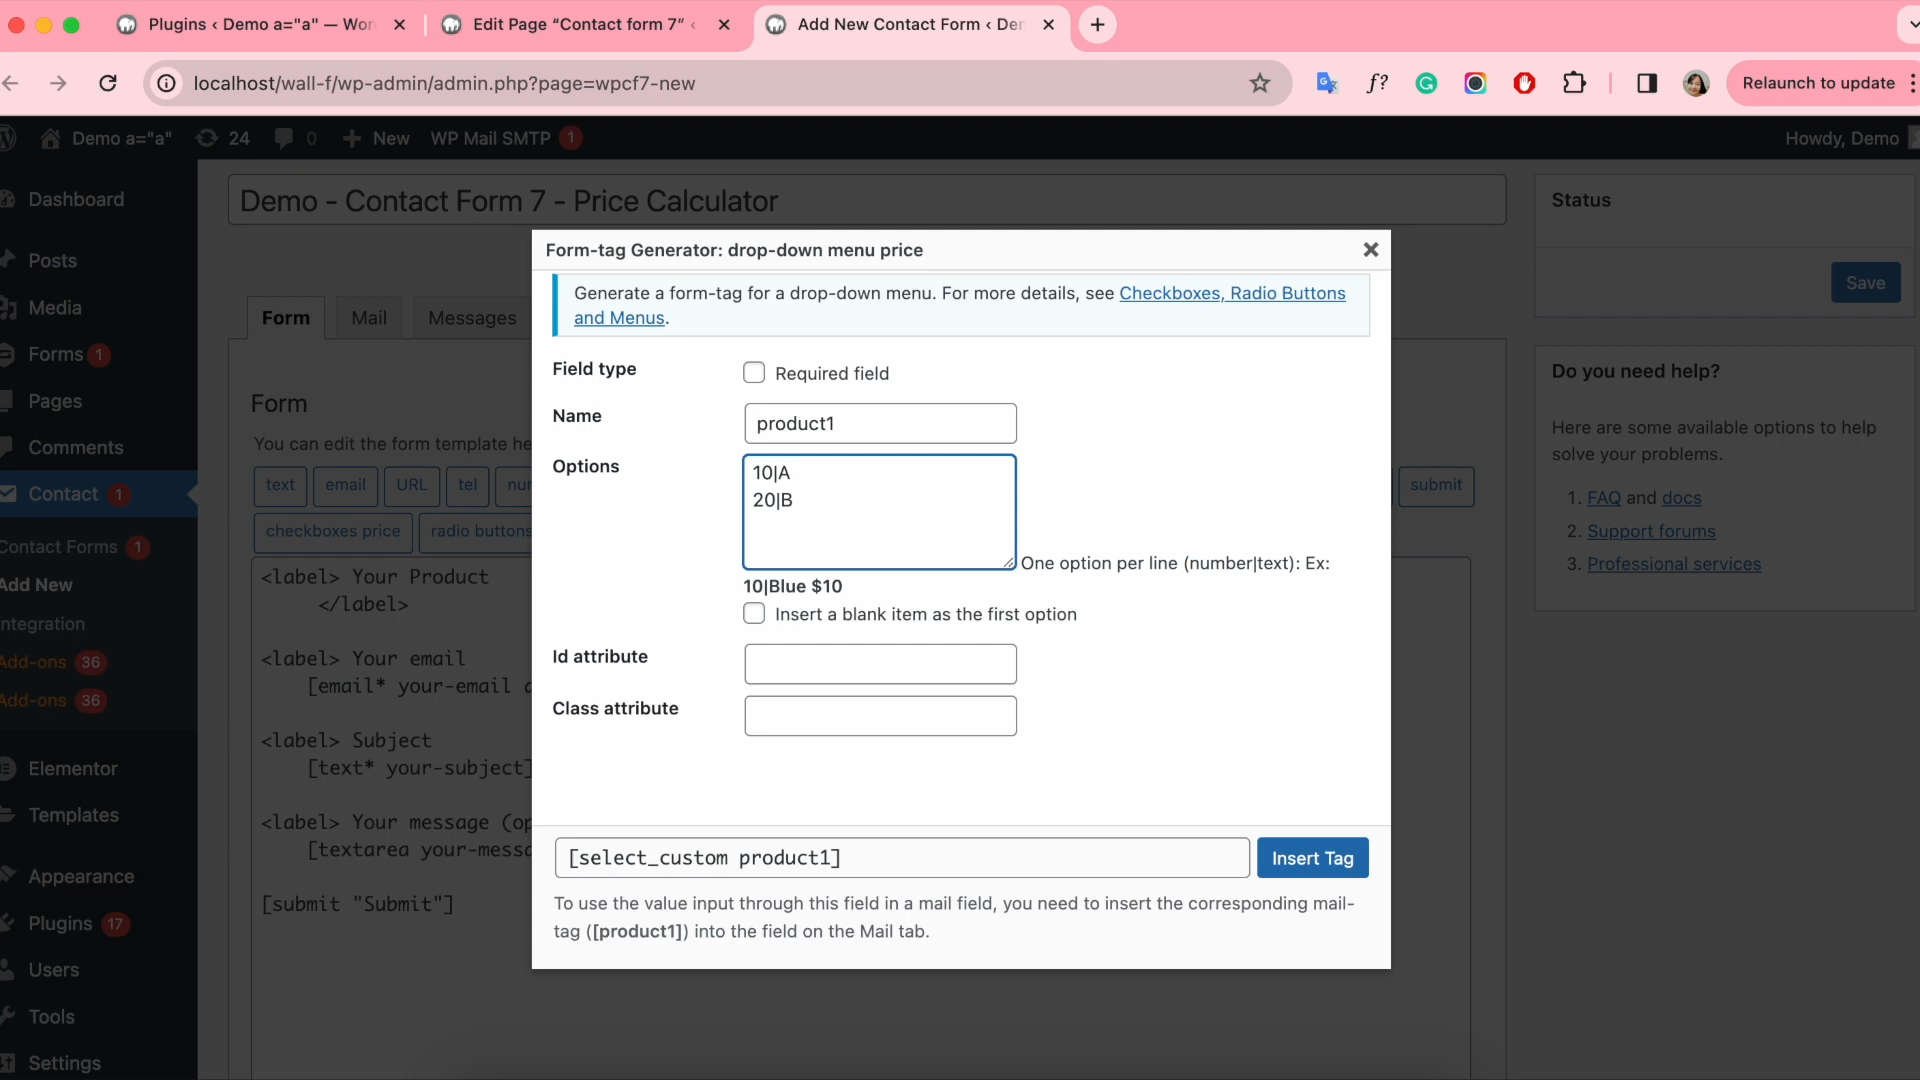 Plugins ‹ Demo a="a" — Wor
Edit Page “Contact form 7” ‹
Add New Contact Form ‹ De
localhost/wall-f/wp-admin/admin.php?page=wpcf7-new
Relaunch to update
Demo a="a"
24
0
New
WP Mail SMTP 1
Howdy, Demo
Dashboard
Posts
Media
Forms 1
Pages
Comments
Contact 1
Contact Forms 1
Add New
ntegration
Add-ons 36
Add-ons 36
Elementor
Templates
Appearance
Plugins 17
Users
Tools
Settings
Demo - Contact Form 7 - Price Calculator
Form
Mail
Messages
Form
You can edit the form template he
text
email
URL
tel
submit
checkboxes price
radio buttons
<label> Your Product
</label>
<label> Your email
[email* your-email
<label> Subject
[text* your-subject]
<label> Your message (op
[textarea your-messa
[submit "Submit"]
Form-tag Generator: drop-down menu price
Generate a form-tag for a drop-down menu. For more details, see Checkboxes, Radio Buttons
and Menus.
Field type
Required field
Name
product1
Options
10|A
20|B
One option per line (number|text): Ex:
10|Blue $10
Insert a blank item as the first option
Id attribute
Class attribute
[select_custom product1]
Insert Tag
To use the value input through this field in a mail field, you need to insert the corresponding mail-
tag ([product1]) into the field on the Mail tab.
Status
Save
Do you need help?
Here are some available options to help
solve your problems.
1. FAQ and docs
2. Support forums
3. Professional services